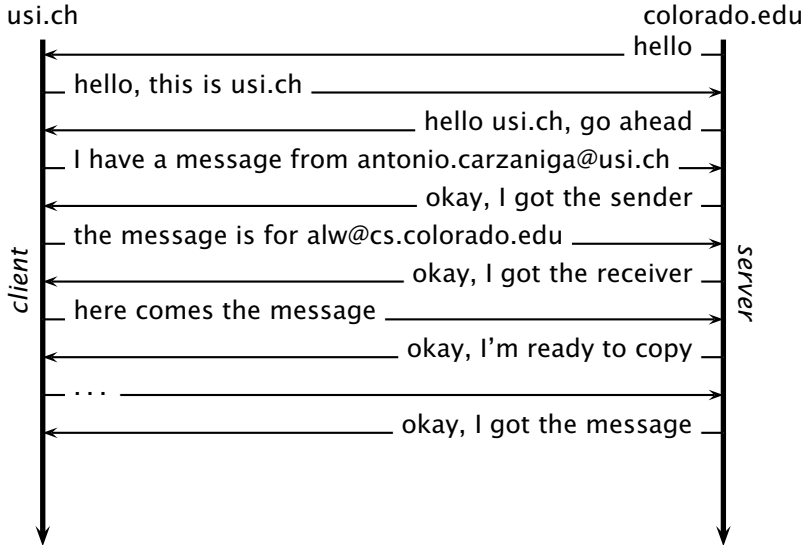 usi.ch
colorado.edu
hello
hello, this is usi.ch
hello usi.ch, go ahead
I have a message from antonio.carzaniga@usi.ch
okay, I got the sender
the message is for alw@cs.colorado.edu
okay, I got the receiver
client
server
here comes the message
okay, I’m ready to copy
. . .
okay, I got the message